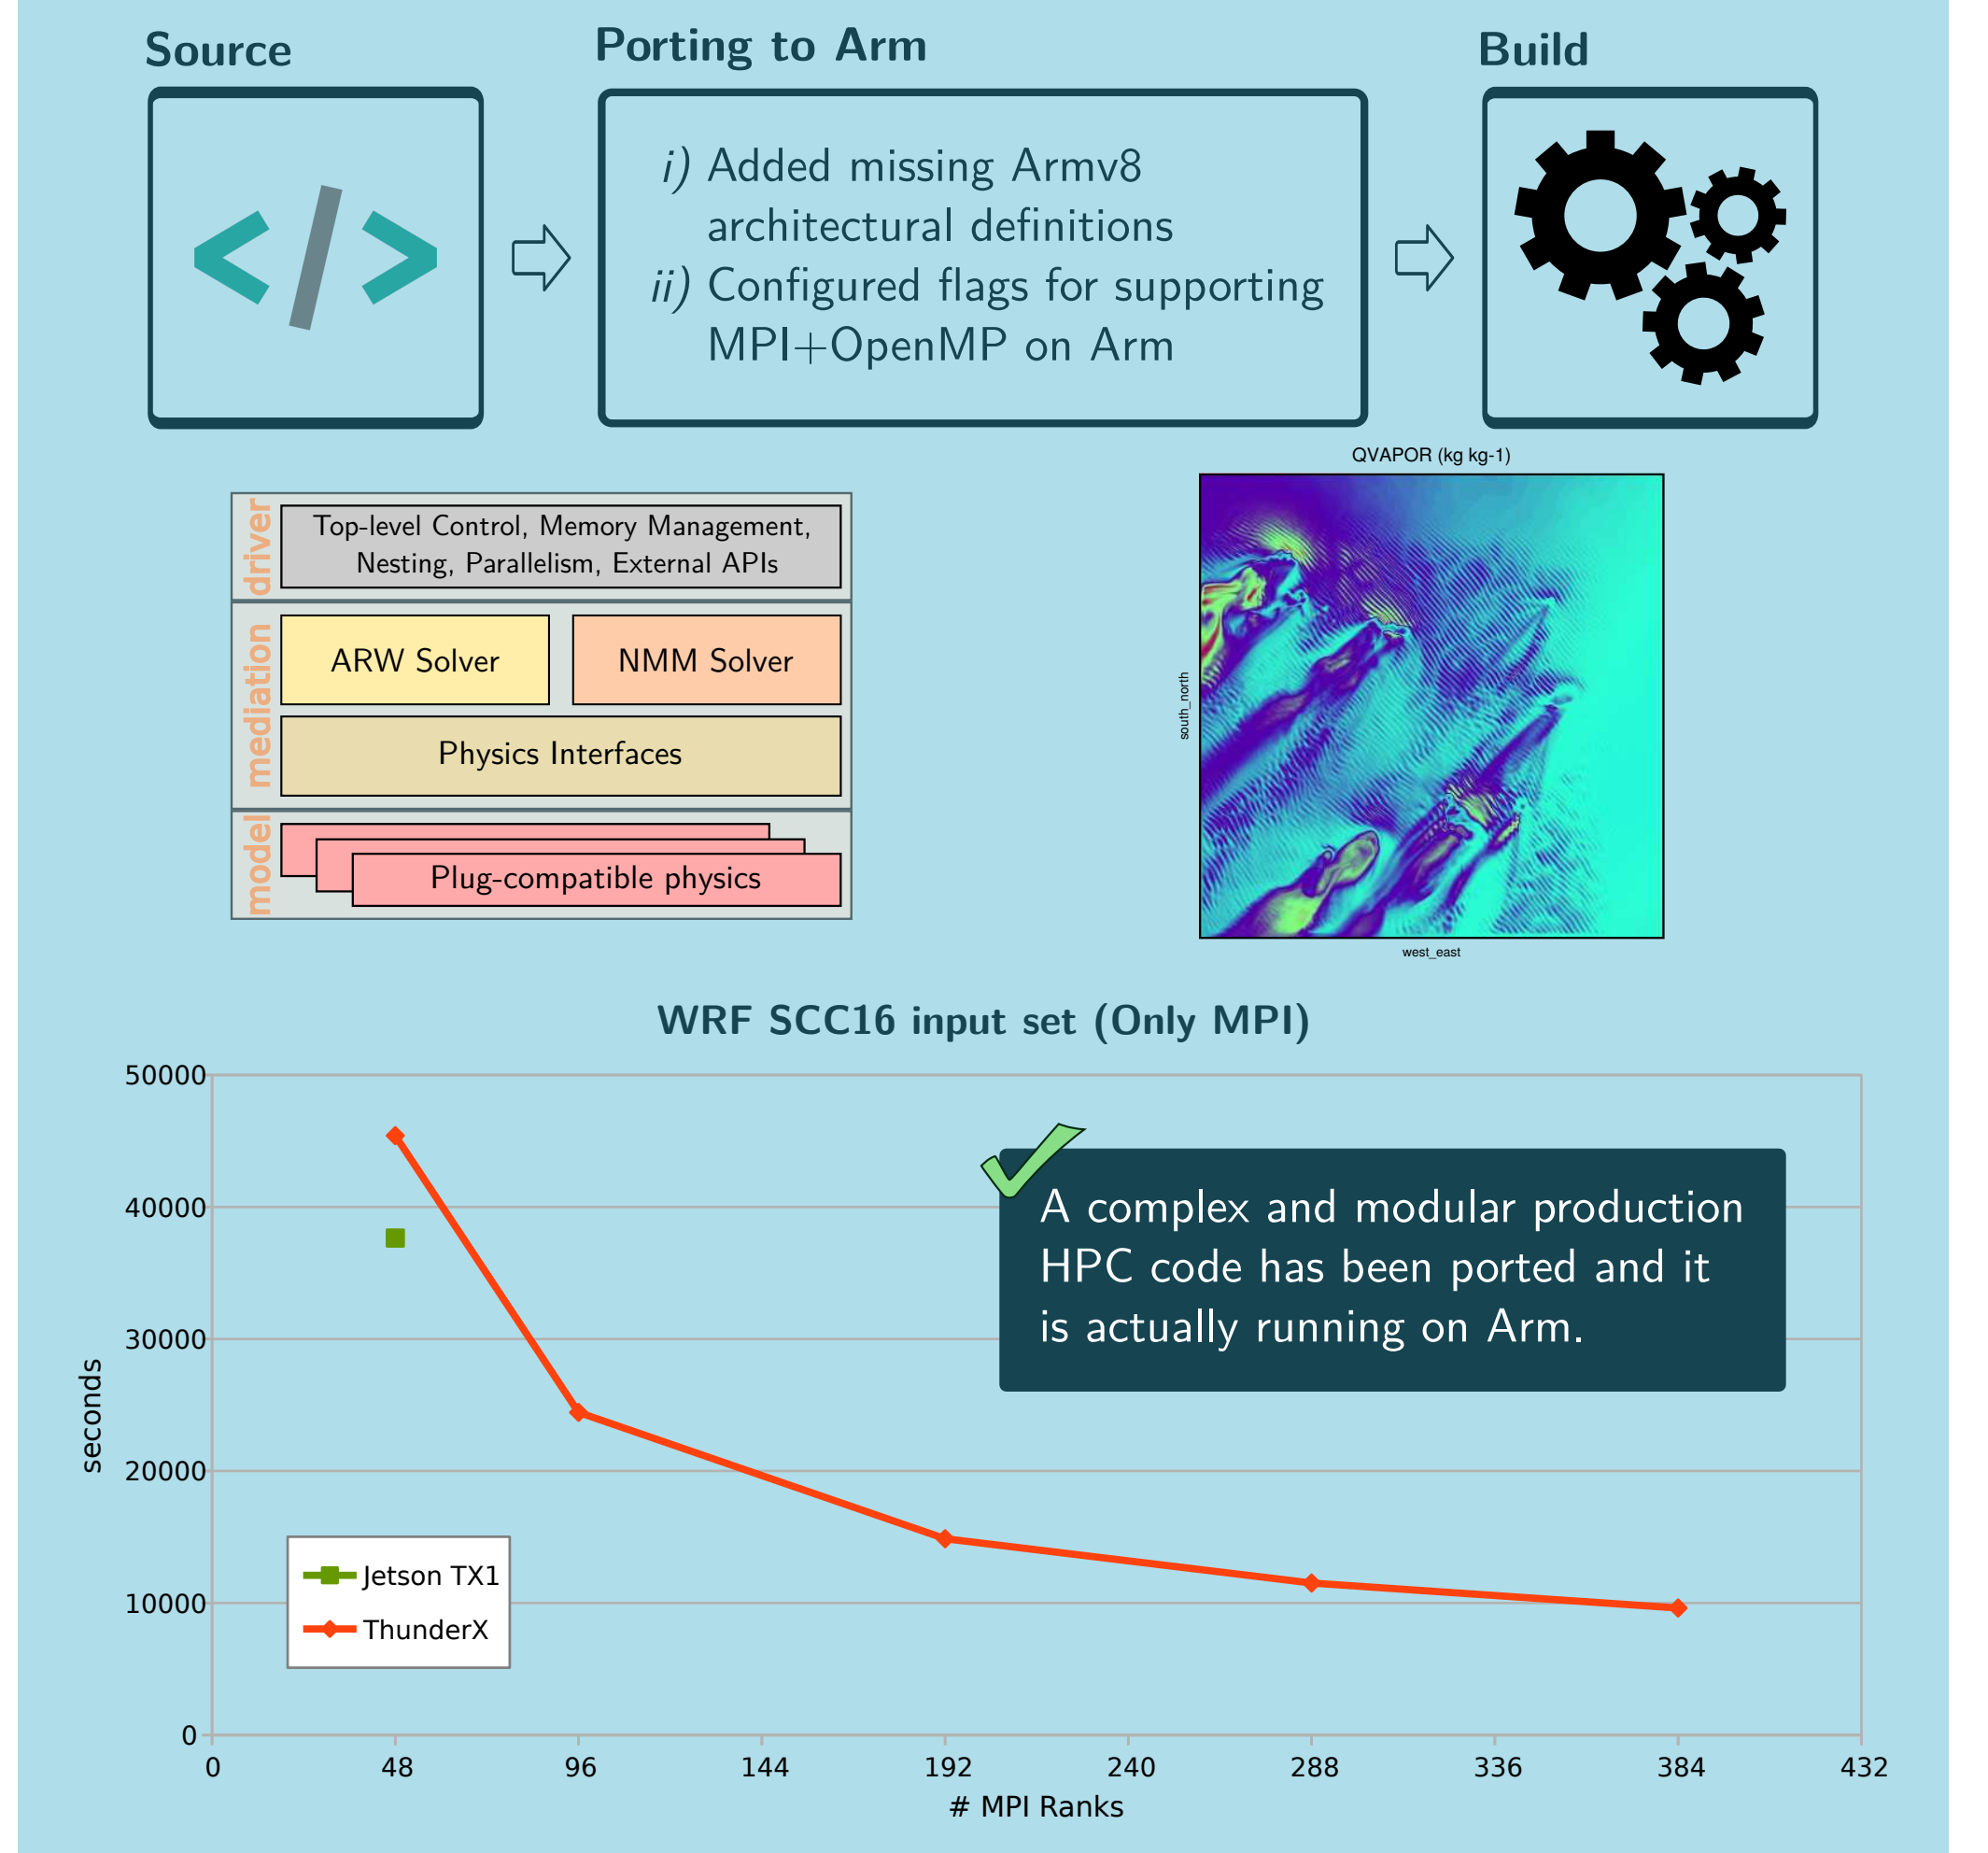 Source
Porting to Arm
Build
</>
i) Added missing Armv8
architectural definitions
ii) Configured flags for supporting
MPI+OpenMP on Arm
driver
Top-level Control, Memory Management,
Nesting, Parallelism, External APIs
mediation
ARW Solver
NMM Solver
Physics Interfaces
model
Plug-compatible physics
QVAPOR (kg kg-1)
south_north
west_east
WRF SCC16 input set (Only MPI)
50000
40000
30000
20000
10000
0
seconds
A complex and modular production
HPC code has been ported and it
is actually running on Arm.
Jetson TX1
ThunderX
0 48 96 144 192 240 288 336 384 432
# MPI Ranks